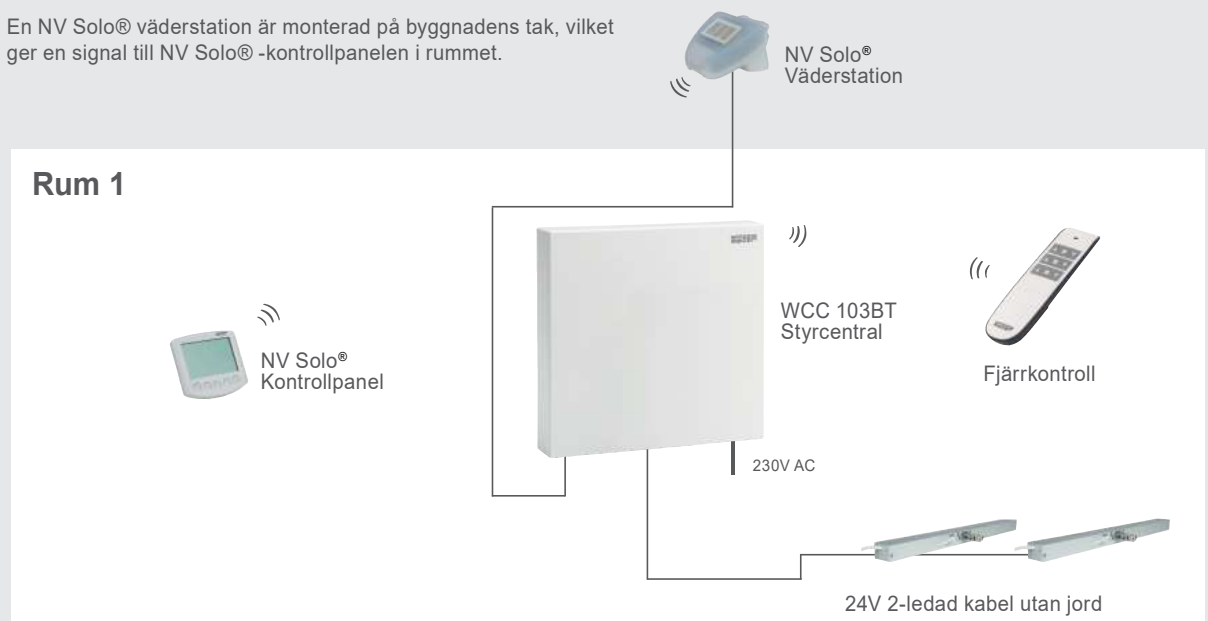 En NV Solo® väderstation är monterad på byggnadens tak, vilket
ger en signal till NV Solo® -kontrollpanelen i rummet.
NV Solo®
Väderstation
Rum 1
WCC 103BT
Styrcentral
NV Solo®
Kontrollpanel
Fjärrkontroll
230V AC
24V 2-ledad kabel utan jord